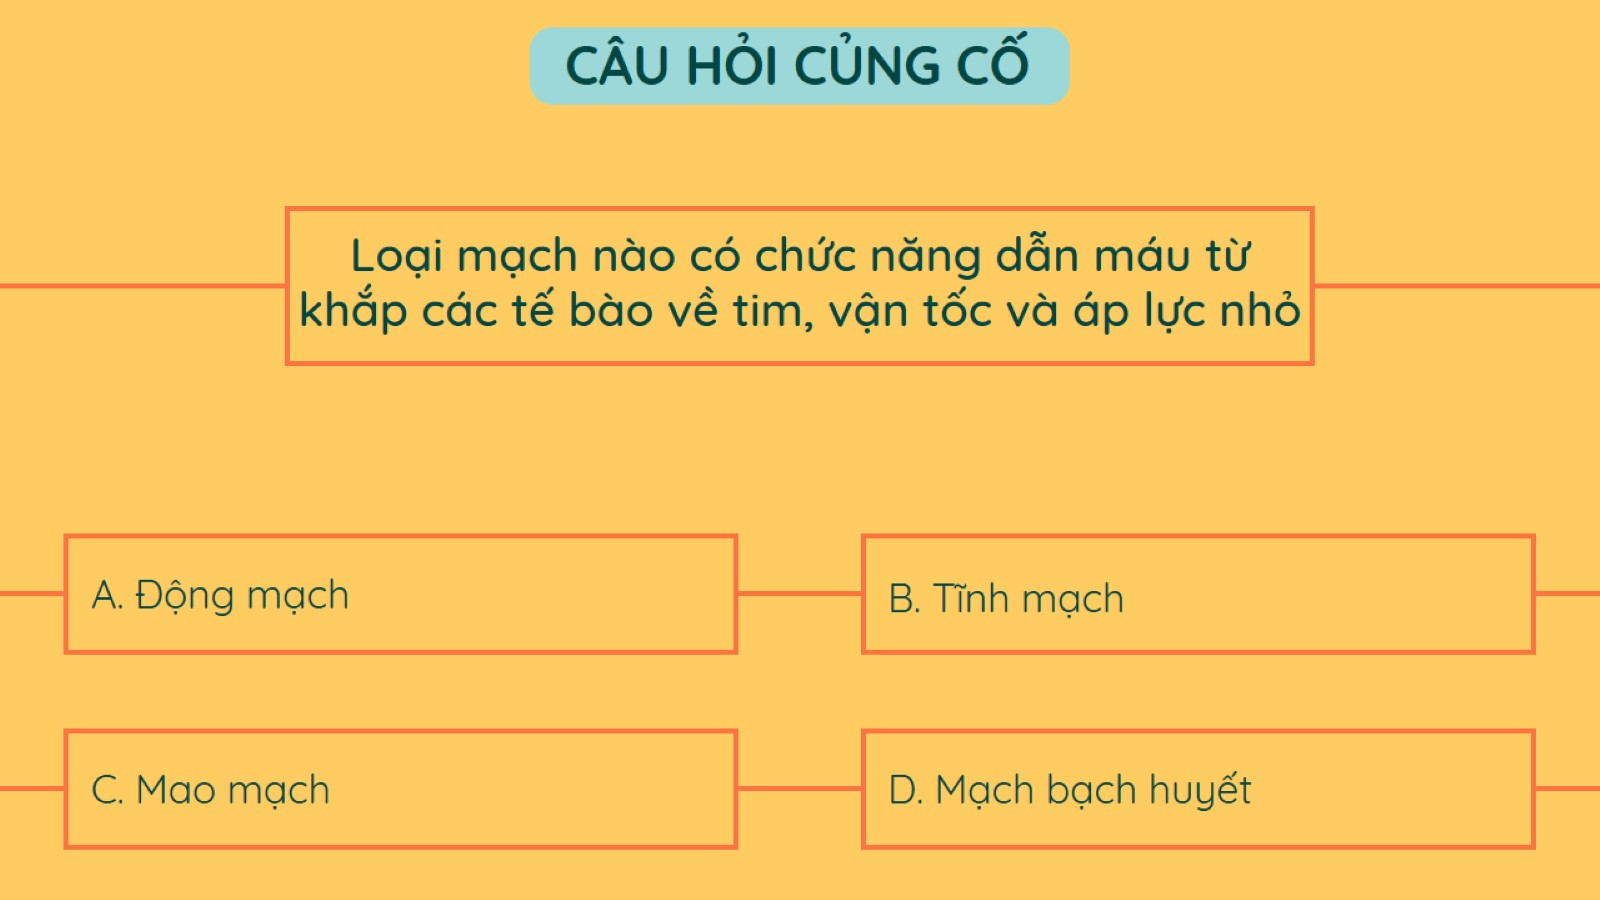 CÂU HỎI CỦNG CỐ
Loại mạch nào có chức năng dẫn máu từ
khắp các tế bào về tim, vận tốc và áp lực nhỏ
A. Động mạch
B. Tĩnh mạch
C. Mao mạch
D. Mạch bạch huyết